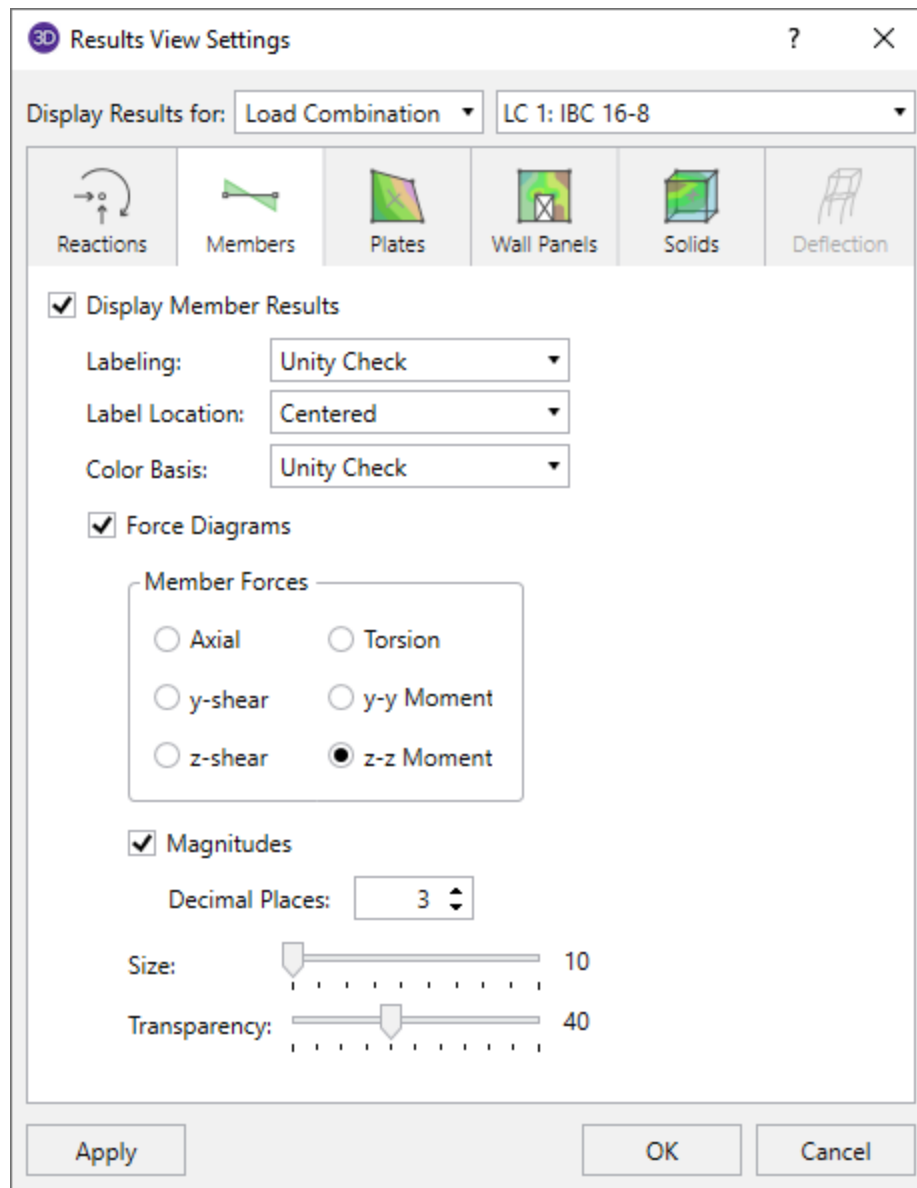 3D Results View Settings ? ×
Display Results for: Load Combination LC 1: IBC 16-8
Reactions Members Plates Wall Panels Solids Deflection
Display Member Results
Labeling: Unity Check
Label Location: Centered
Color Basis: Unity Check
Force Diagrams
Member Forces
Axial Torsion
y-shear y-y Moment
z-shear z-z Moment
Magnitudes
Decimal Places: 3
Size: 10
Transparency: 40
Apply OK Cancel